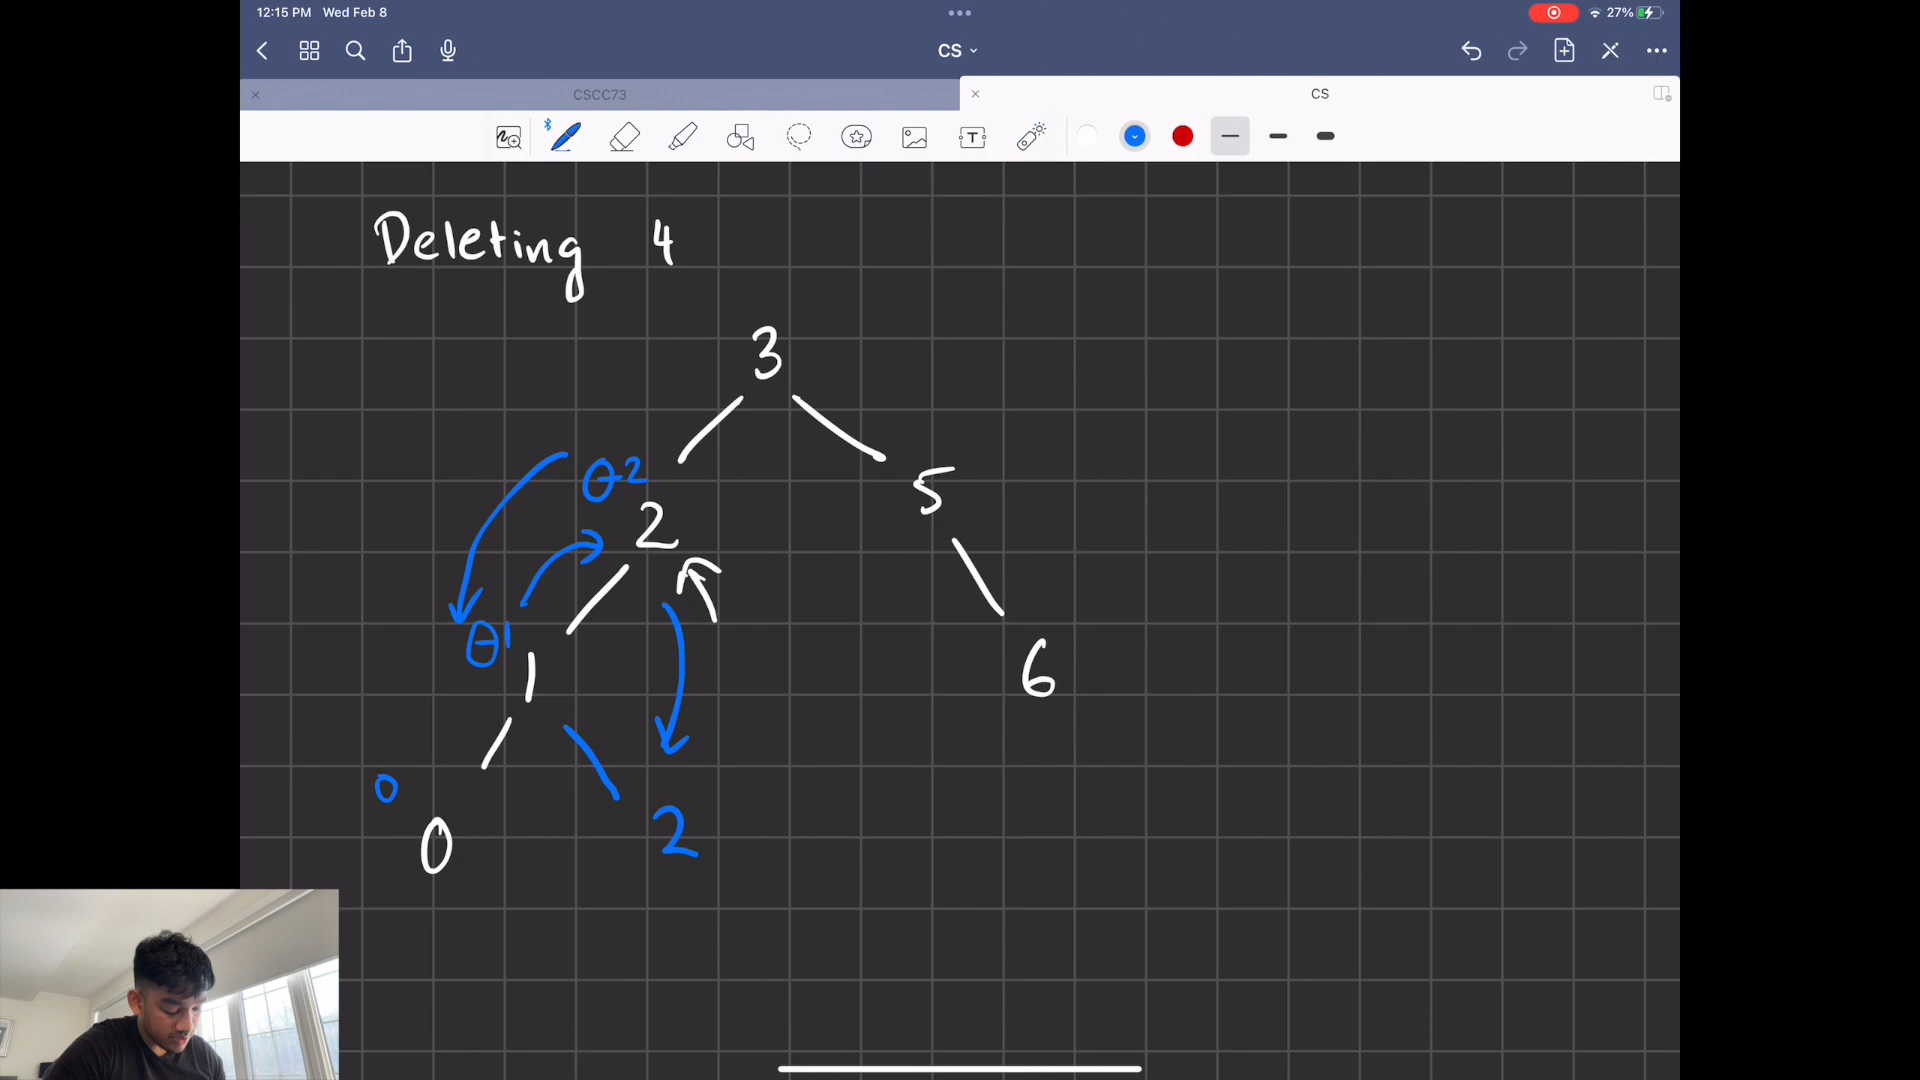 12:15 PM Wed Feb 8
27%
CS
CSCC73
CS
T
Deleting 4
3
θ2
5
2
θ1
1
6
0
0
2